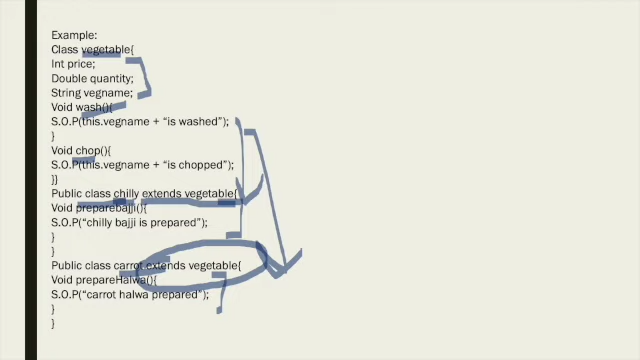 Example:
Class vegetable{
Int price;
Double quantity;
String vegname;
Void wash(){
S.O.P(this.vegname + “is washed”);
}
Void chop(){
S.O.P(this.vegname + “is chopped”);
}}
Public class chilly extends vegetable{
Void preparebajji(){
S.O.P(“chilly bajji is prepared”);
}
}
Public class carrot extends vegetable{
Void prepareHalwa(){
S.O.P(“carrot halwa prepared”);
}
}